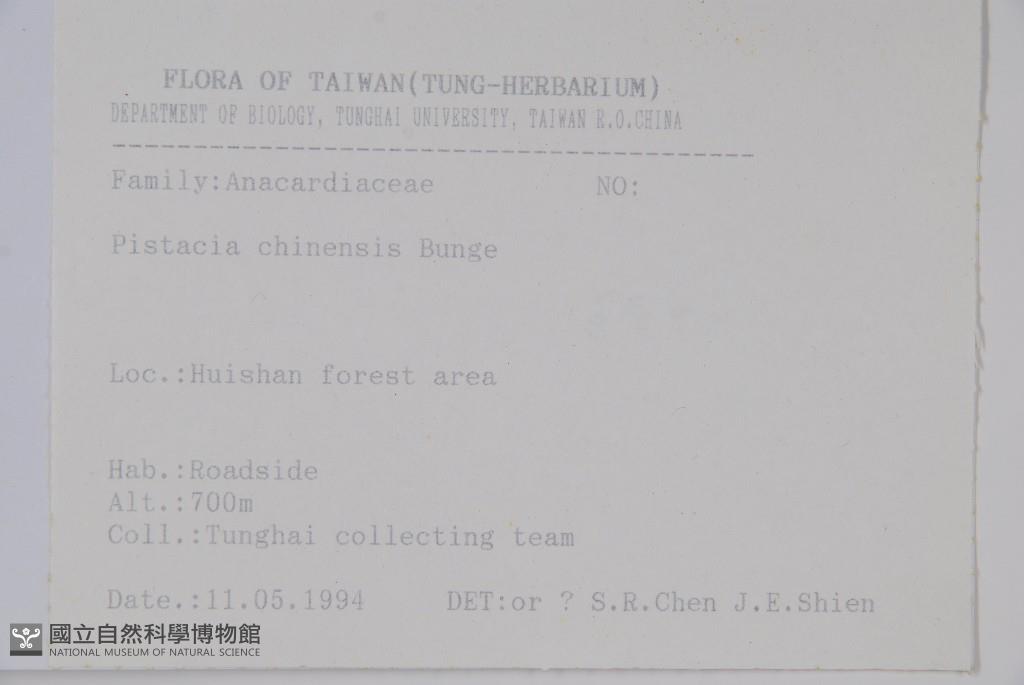 FLORA OF TAIWAN(TUNG-HERBARIUM)
DEPARTMENT OF BIOLOGY, TUNGHAI UNIVERSITY, TAIWAN R.O.CHINA
----------------------------------------
Family:Anacardiaceae NO:
Pistacia chinensis Bunge
Loc.:Huishan forest area
Hab.:Roadside
Alt.:700m
Coll.:Tunghai collecting team
Date.:11.05.1994 DET:or ? S.R.Chen J.E.Shien
國立自然科學博物館
NATIONAL MUSEUM OF NATURAL SCIENCE